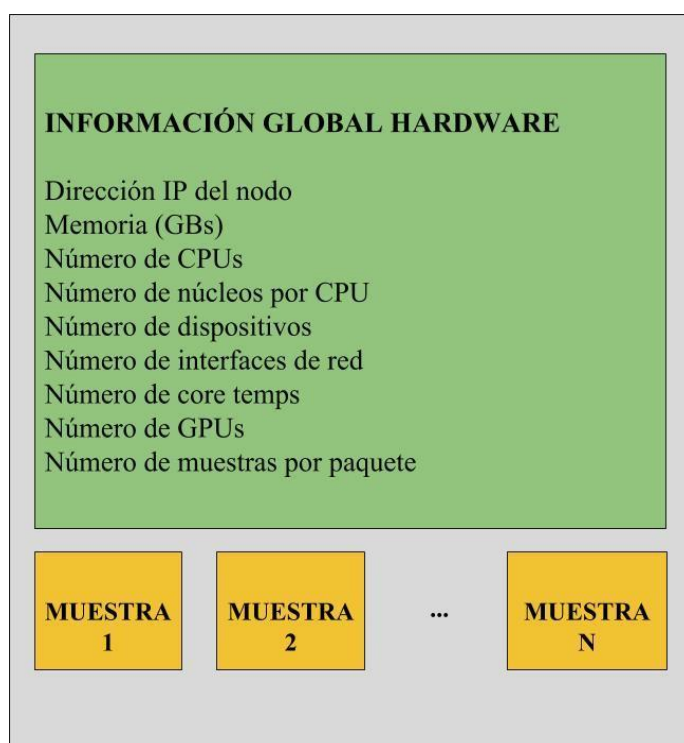 INFORMACIÓN GLOBAL HARDWARE
Dirección IP del nodo
Memoria (GBs)
Número de CPUs
Número de núcleos por CPU
Número de dispositivos
Número de interfaces de red
Número de core temps
Número de GPUs
Número de muestras por paquete
MUESTRA
1
MUESTRA
2
...
MUESTRA
N